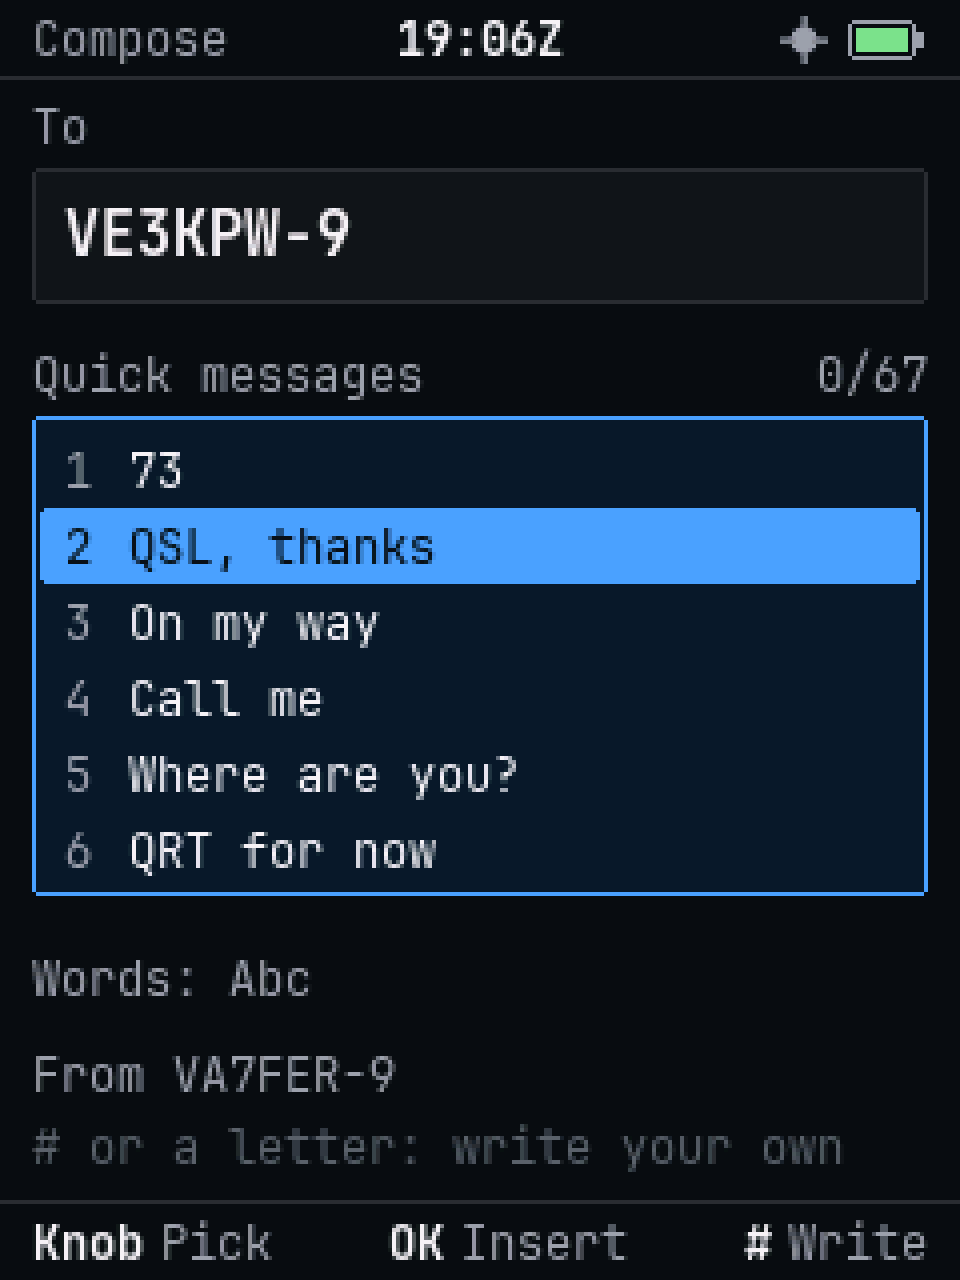 Compose 19:06Z
To
VE3KPW-9
Quick messages 0/67
1 73
2 QSL, thanks
3 On my way
4 Call me
5 Where are you?
6 QRT for now
Words: Abc
From VA7FER-9
# or a letter: write your own
Knob Pick OK Insert # Write